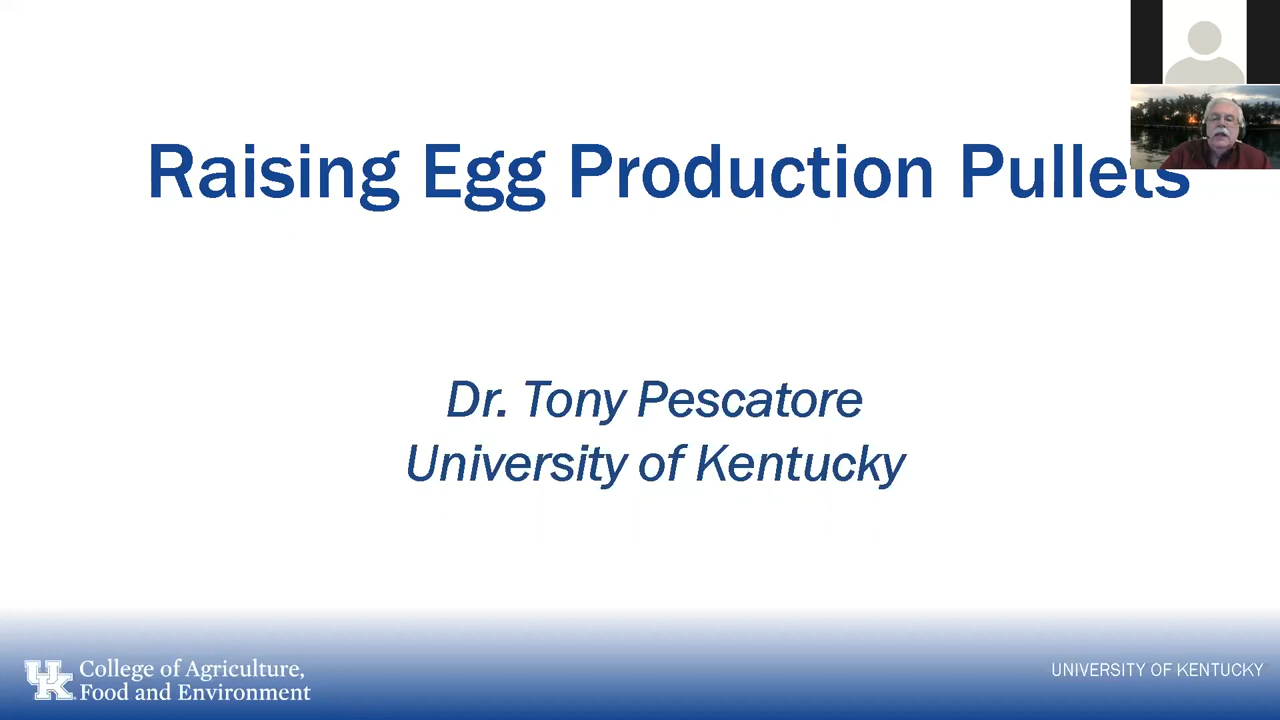 Raising Egg Production Pullets
Dr. Tony Pescatore
University of Kentucky
UK
College of Agriculture,
Food and Environment
UNIVERSITY OF KENTUCKY